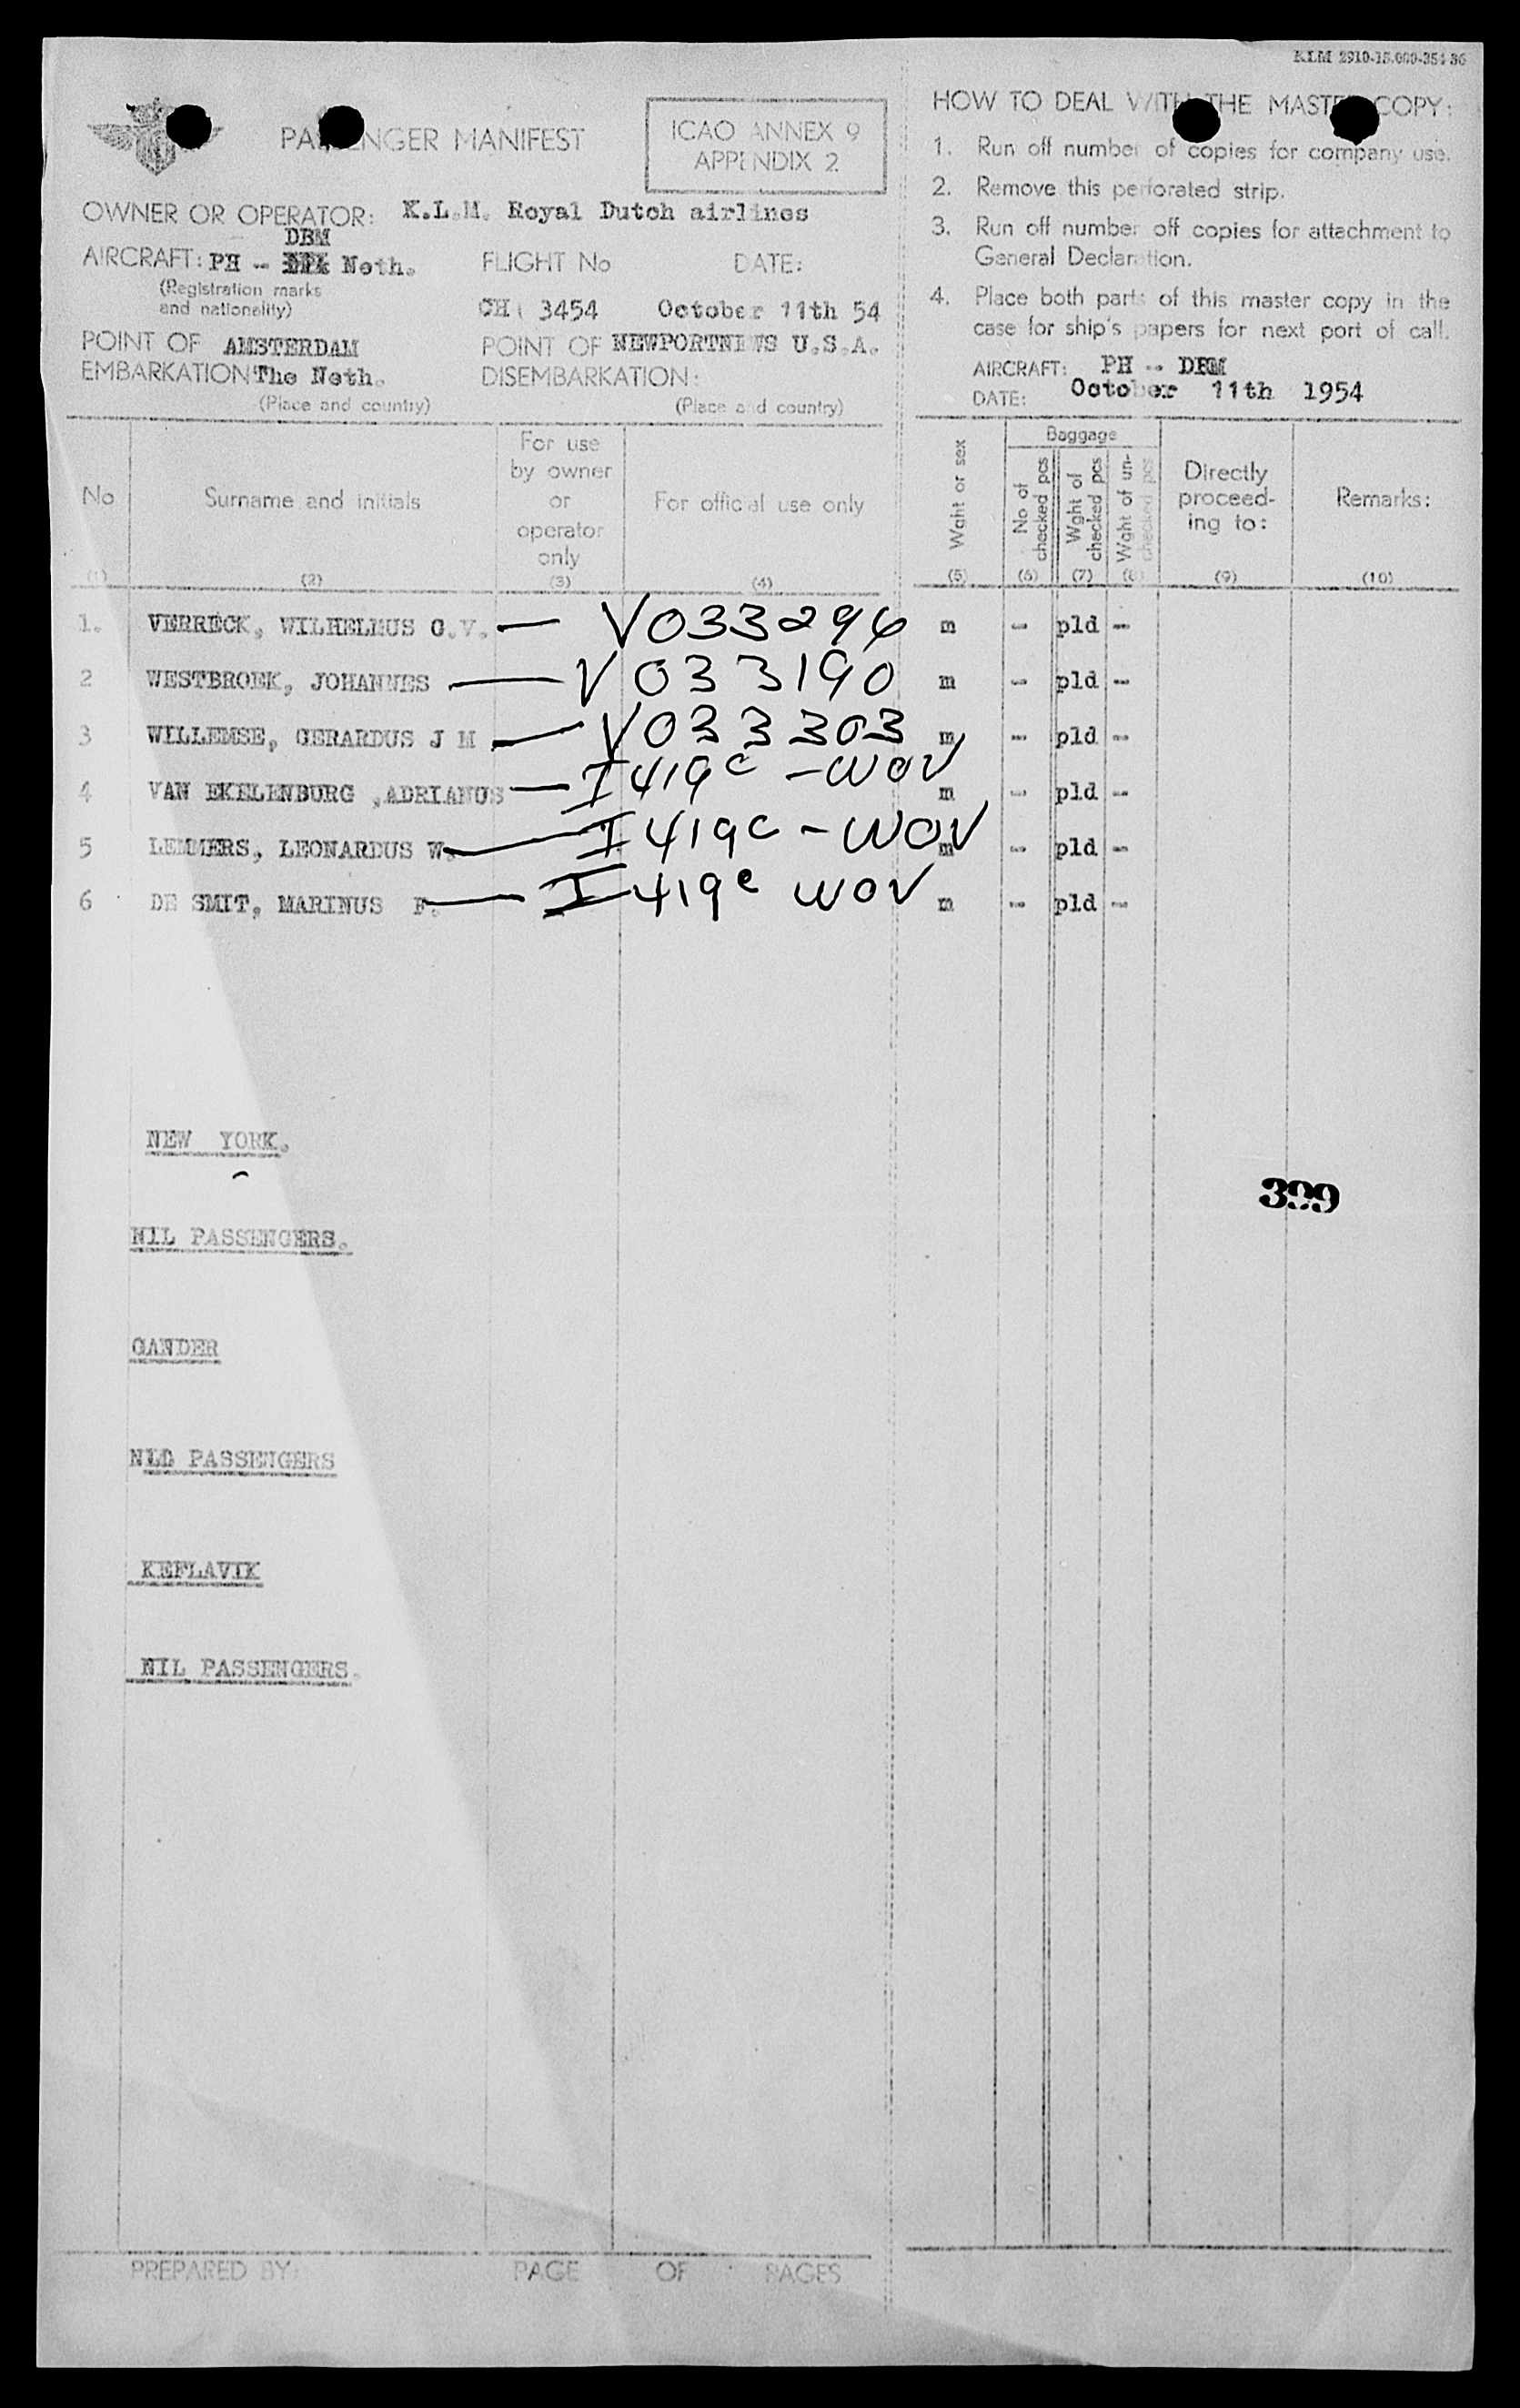 KLM 2910-15.000-354-36
PASSENGER MANIFEST
ICAO ANNEX 9
APPENDIX 2
OWNER OR OPERATOR: K.L.M. Royal Dutch airlines
DBM
AIRCRAFT: PH - Neth.
(Registration marks
and nationality)
FLIGHT No
DATE:
CH 3454
October 11th 54
POINT OF AMSTERDAM
EMBARKATION The Neth.
(Place and country)
POINT OF NEWPORTNEWS U.S.A.
DISEMBARKATION:
(Place and country)
No
(1)
Surname and initials
(2)
For use
by owner
or
operator
only
(3)
For official use only
(4)
HOW TO DEAL WITH THE MASTER COPY:
1. Run off number of copies for company use.
2. Remove this perforated strip.
3. Run off number off copies for attachment to
General Declaration.
4. Place both parts of this master copy in the
case for ship's papers for next port of call.
AIRCRAFT: PH - DBM
DATE: October 11th 1954
Wght or sex
(5)
Baggage
No of
checked pcs
(6)
Wght of
checked pcs
(7)
Wght of un-
checked pcs
(8)
Directly
proceed-
ing to:
(9)
Remarks:
(10)
1. VERRECK, WILHELMUS G.V. — V033296 m - pld -
2 WESTBROEK, JOHANNES — V033190 m - pld -
3 WILLEMSE, GERARDUS J M — V033303 m - pld -
4 VAN EKELENBURG ,ADRIANUS — I419c - WOV m - pld -
5 LEMMERS, LEONARDUS W. — I419c - WOV m - pld -
6 DE SMIT, MARINUS F. — I419c WOV m - pld -
NEW YORK.
399
NIL PASSENGERS.
GANDER
NIL PASSENGERS
KEFLAVIK
NIL PASSENGERS.
PREPARED BY:
PAGE OF PAGES